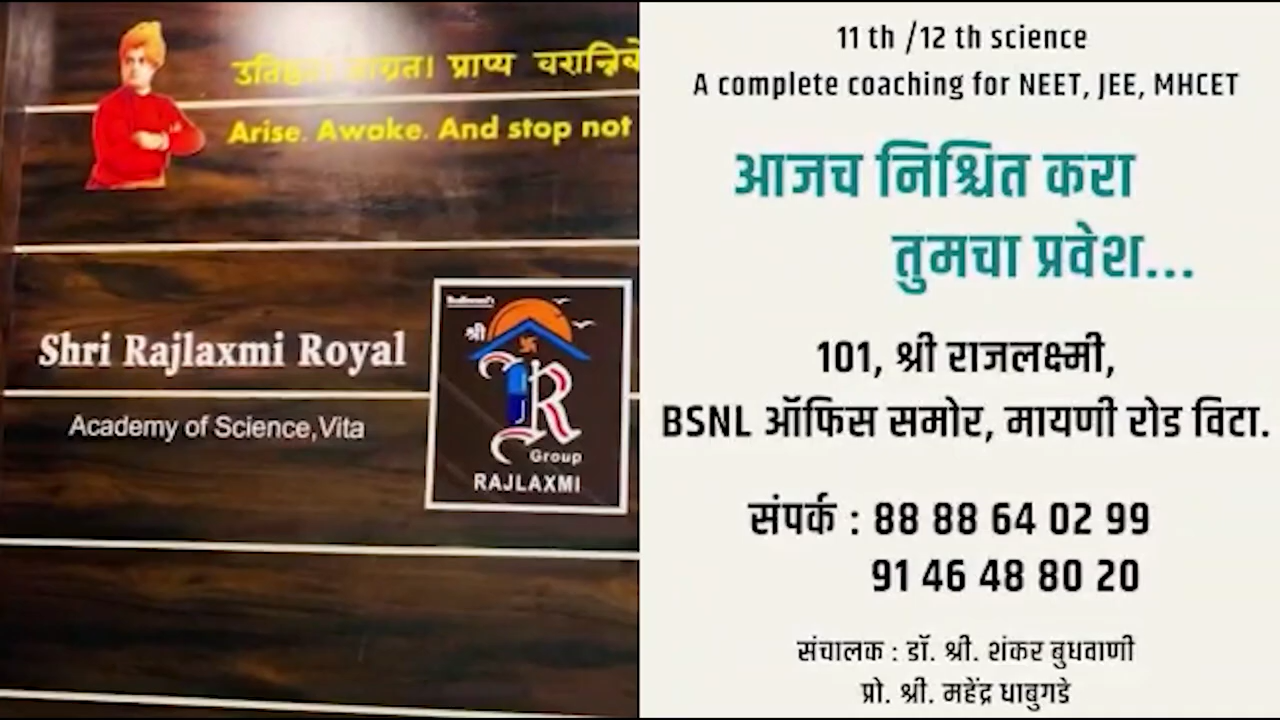 प्राप्य
Arise. Awake. And stop not
Shri Rajlaxmi Royal
Academy of Science,Vita
श्री
R
Group
RAJLAXMI
11 th /12 th science
A complete coaching for NEET, JEE, MHCET
आजच निश्चित करा
तुमचा प्रवेश...
101, श्री राजलक्ष्मी,
BSNL ऑफिस समोर, मायणी रोड विटा.
संपर्क : 88 88 64 02 99
91 46 48 80 20
संचालक : डॉ. श्री. शंकर बुधवाणी
प्रो. श्री. महेंद्र धाबुगडे